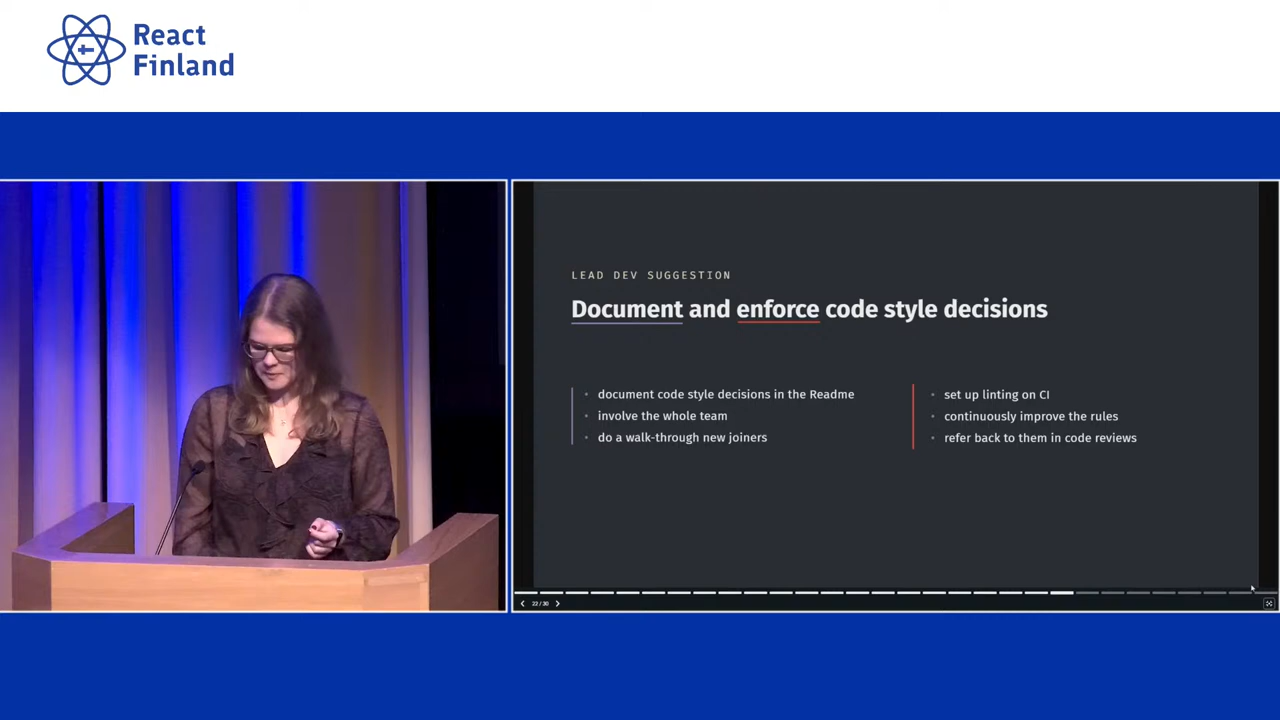 React
Finland
LEAD DEV SUGGESTION
Document and enforce code style decisions
• document code style decisions in the Readme
• involve the whole team
• do a walk-through new joiners
• set up linting on CI
• continuously improve the rules
• refer back to them in code reviews
22 / 30